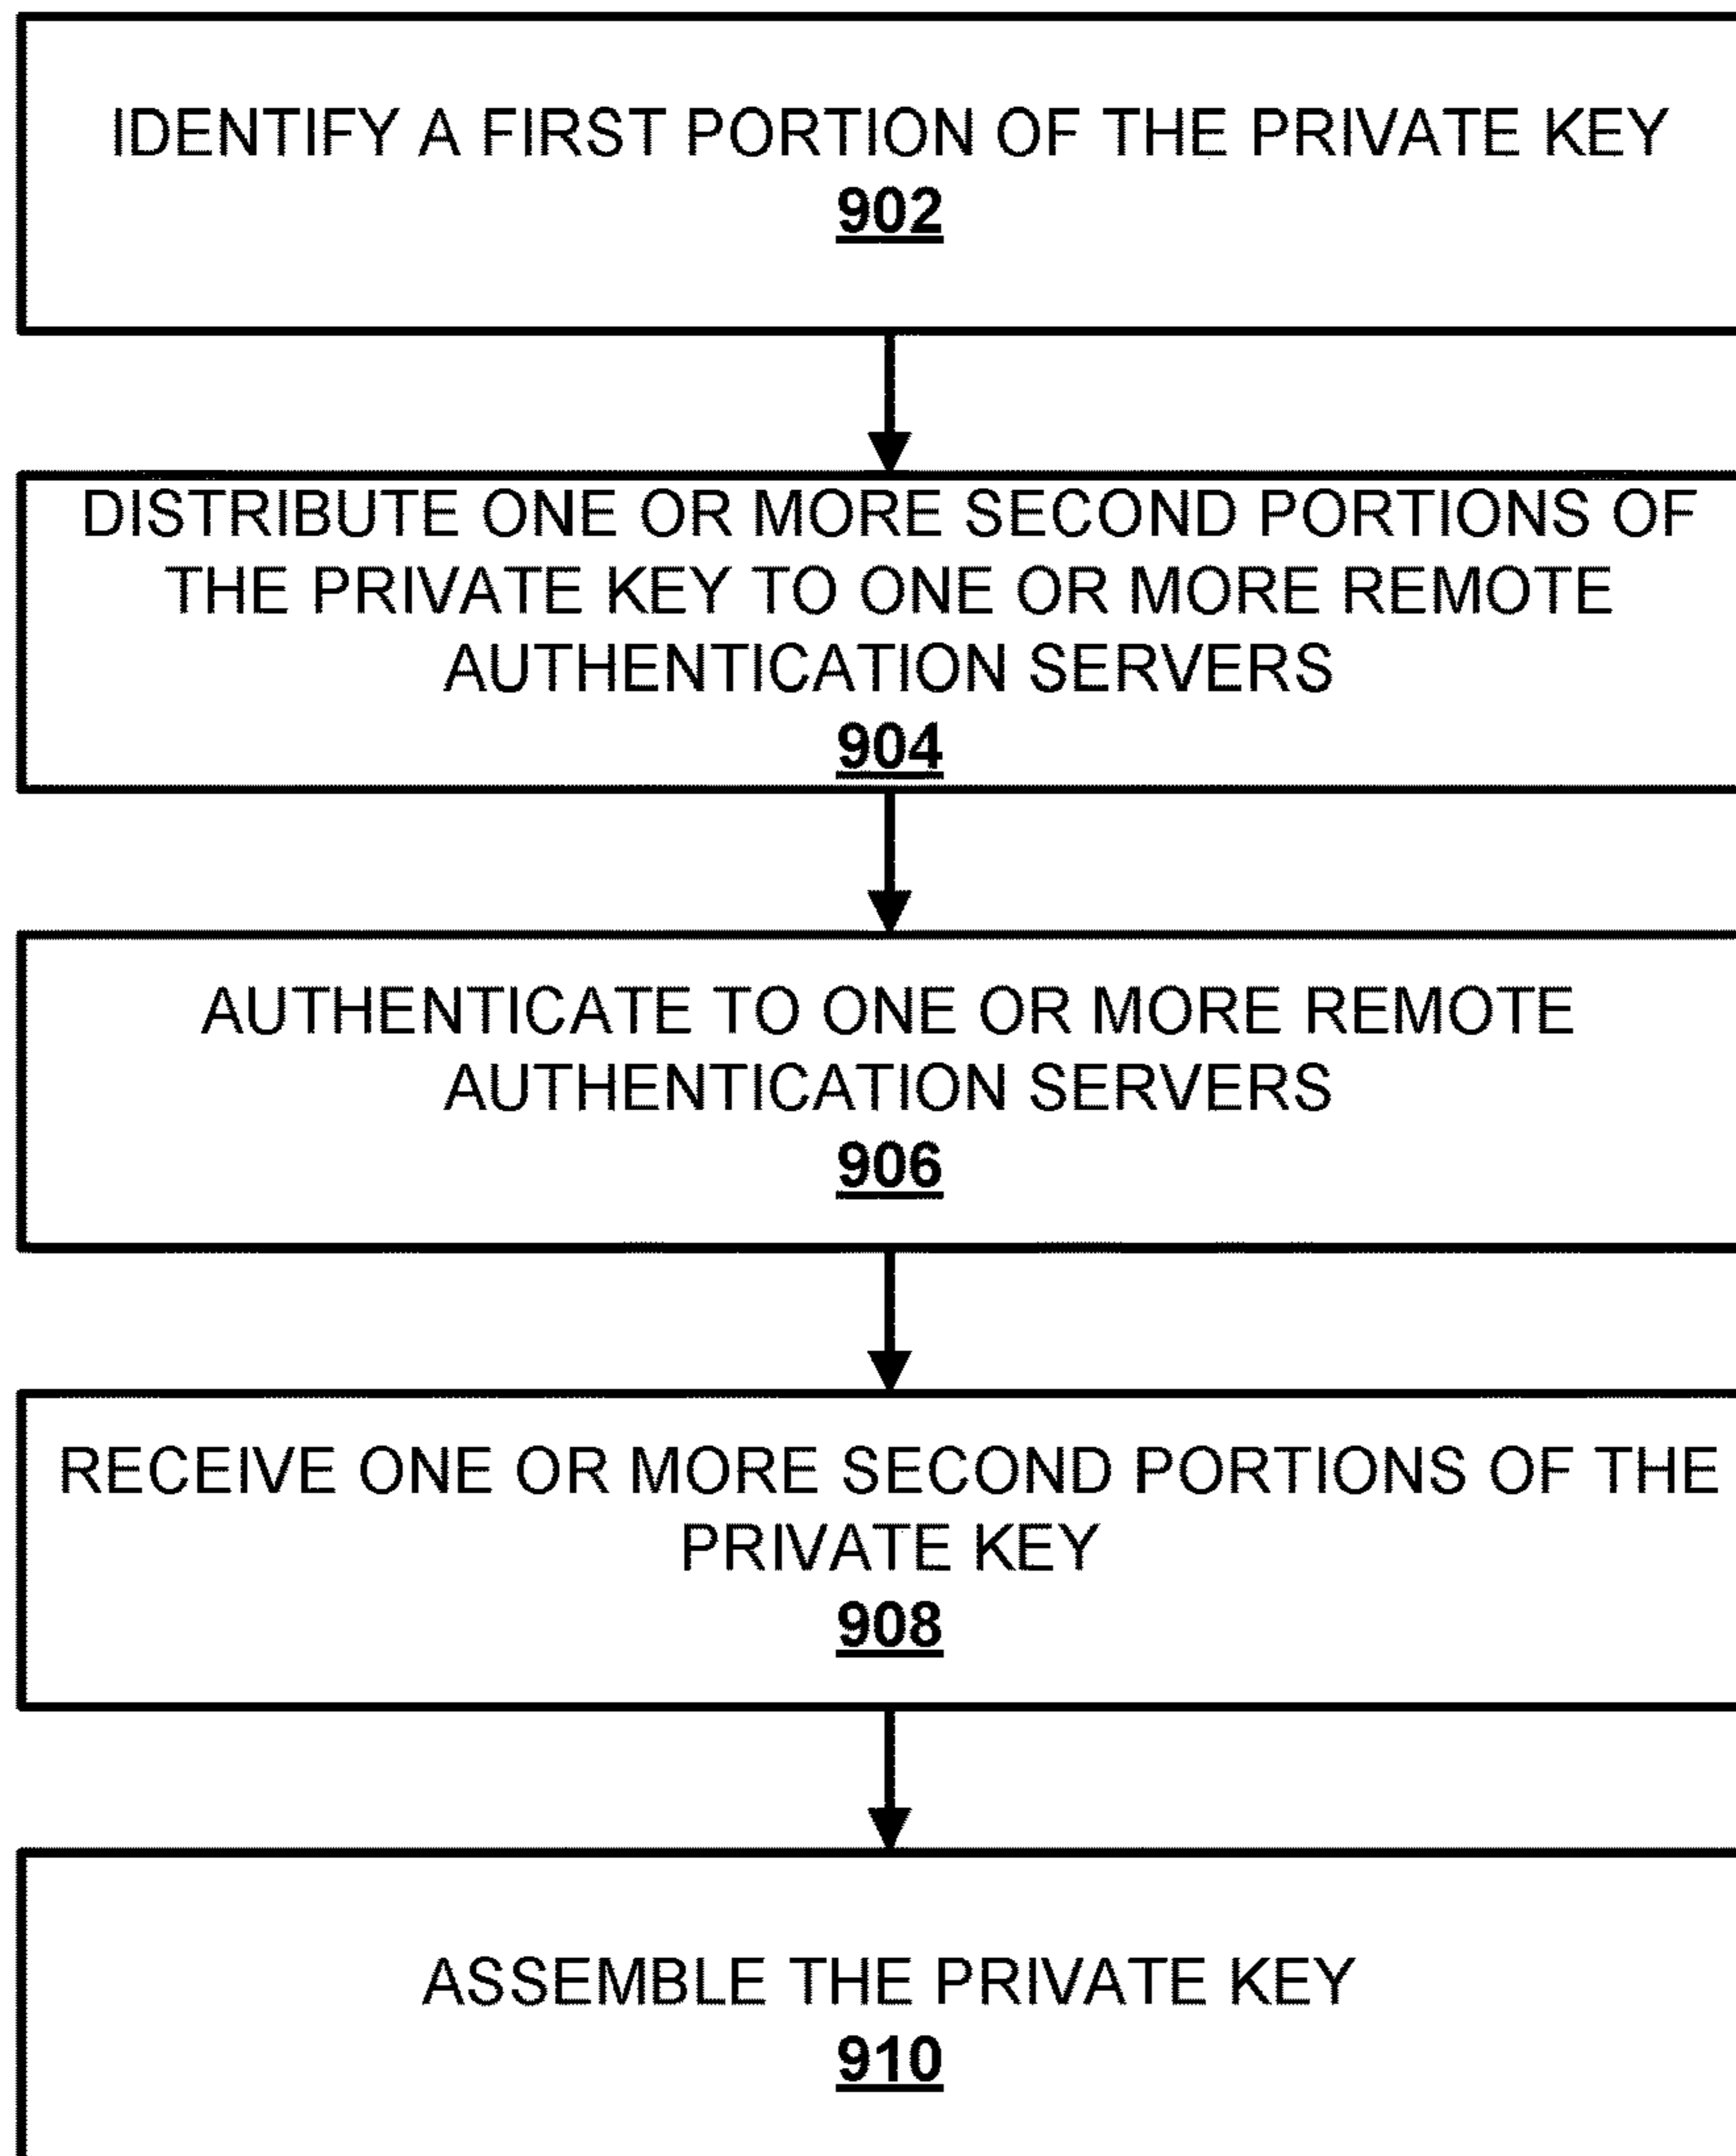 IDENTIFY A FIRST PORTION OF THE PRIVATE KEY
902
DISTRIBUTE ONE OR MORE SECOND PORTIONS OF
THE PRIVATE KEY TO ONE OR MORE REMOTE
AUTHENTICATION SERVERS
904
AUTHENTICATE TO ONE OR MORE REMOTE
AUTHENTICATION SERVERS
906
RECEIVE ONE OR MORE SECOND PORTIONS OF THE
PRIVATE KEY
908
ASSEMBLE THE PRIVATE KEY
910